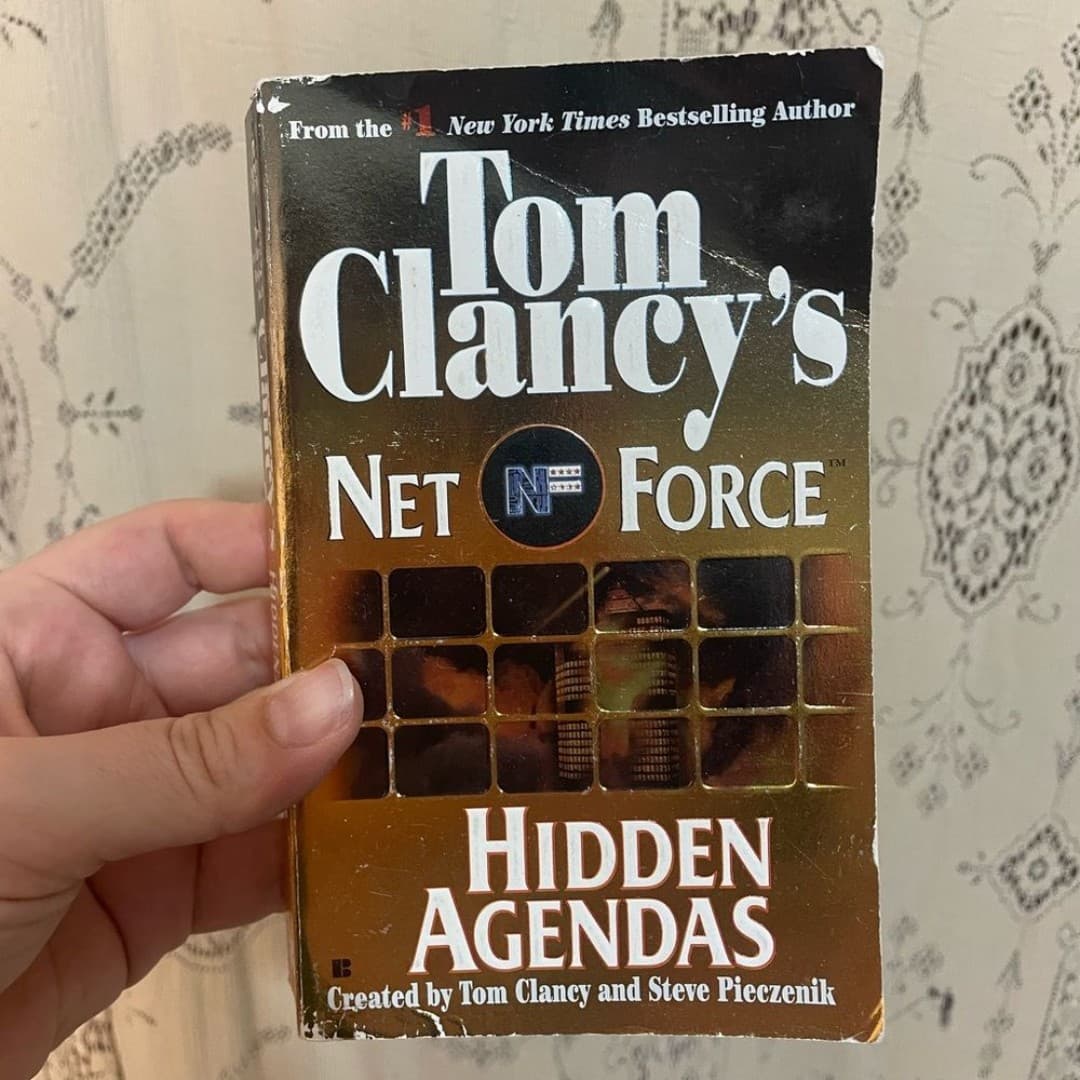 From the #1 New York Times Bestselling Author
Tom
Clancy's
NET NF FORCE™
HIDDEN
AGENDAS
B
Created by Tom Clancy and Steve Pieczenik